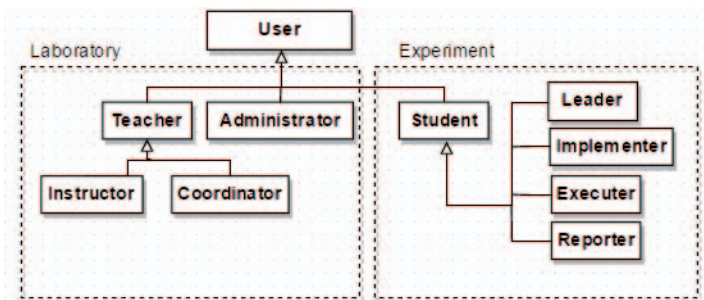 User
Laboratory
Experiment
Teacher
Administrator
Student
Leader
Implementer
Instructor
Coordinator
Executer
Reporter